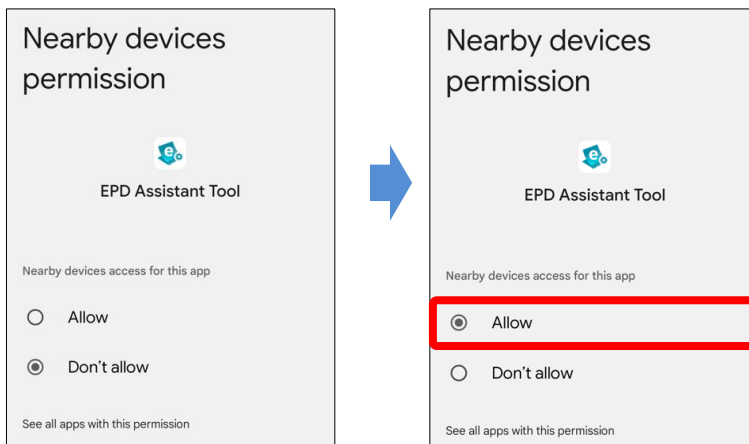 Nearby devices
permission
EPD Assistant Tool
Nearby devices access for this app
Allow
Don't allow
See all apps with this permission
Nearby devices
permission
EPD Assistant Tool
Nearby devices access for this app
Allow
Don't allow
See all apps with this permission